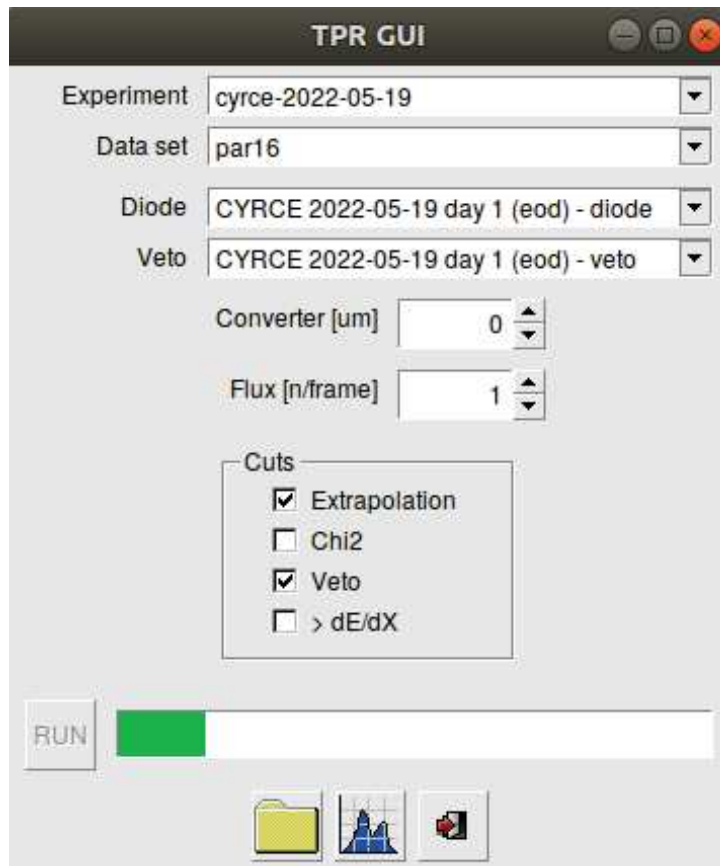 TPR GUI
Experiment cyrce-2022-05-19
Data set par16
Diode CYRCE 2022-05-19 day 1 (eod) - diode
Veto CYRCE 2022-05-19 day 1 (eod) - veto
Converter [um] 0
Flux [n/frame] 1
Cuts
Extrapolation
Chi2
Veto
> dE/dX
RUN